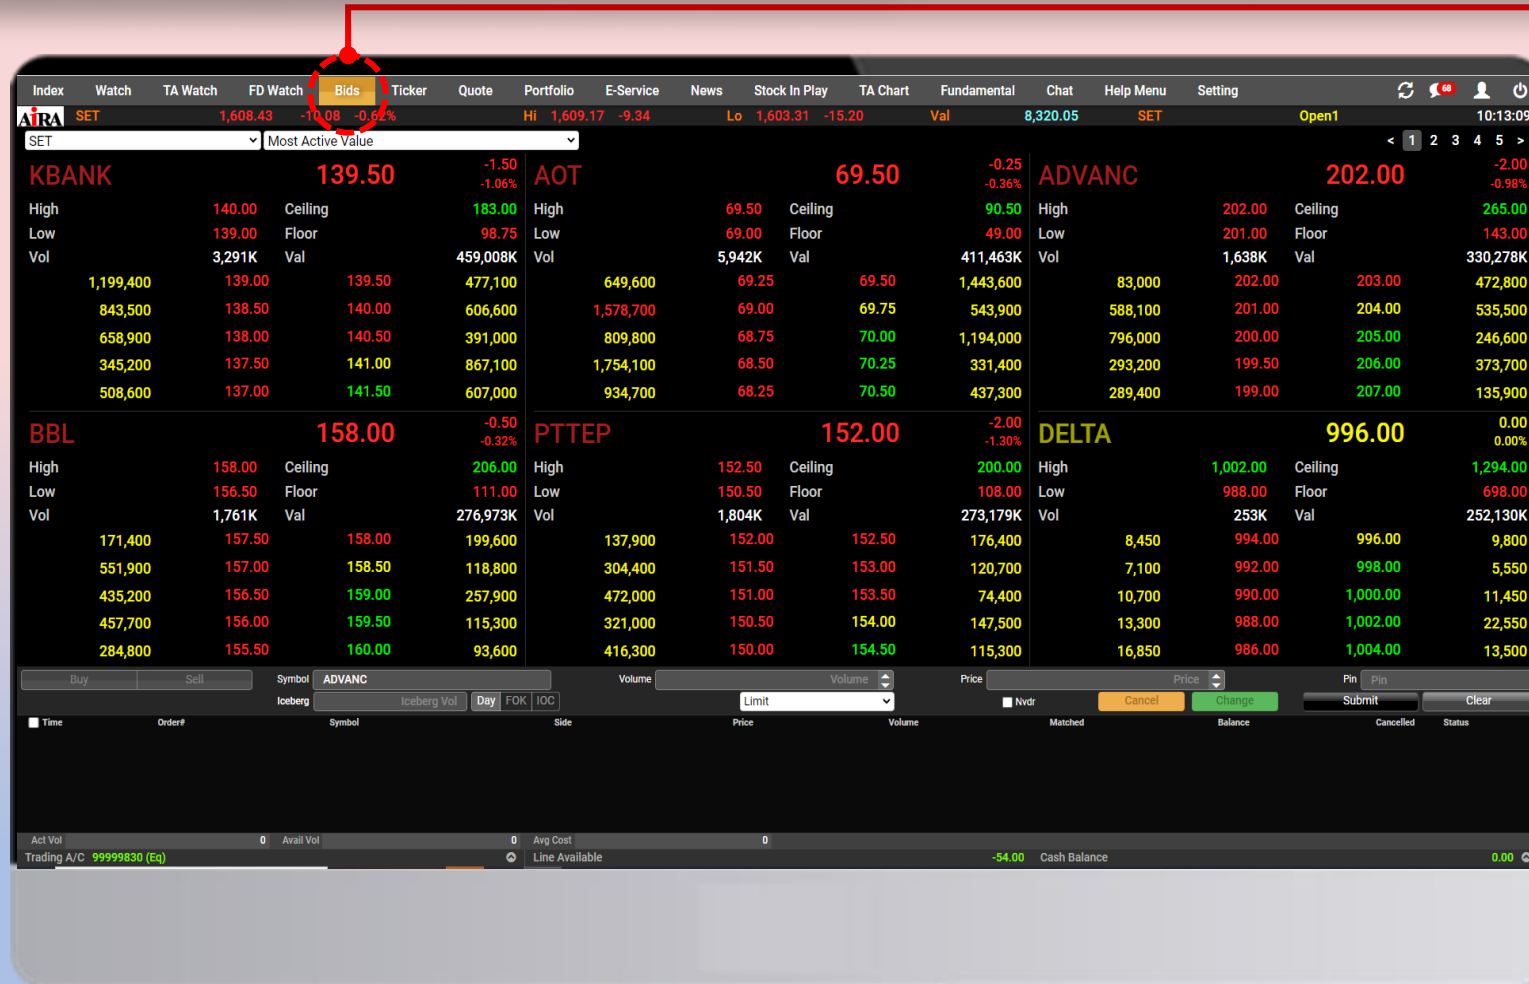 Index Watch TA Watch FD Watch Bids Ticker Quote Portfolio E-Service News Stock In Play TA Chart Fundamental Chat Help Menu Setting 68
AIRA SET 1,608.43 -10.08 -0.62% Hi 1,609.17 -9.34 Lo 1,603.31 -15.20 Val 8,320.05 SET Open1 10:13:09
SET Most Active Value < 1 2 3 4 5 >
KBANK 139.50 -1.50 AOT 69.50 -0.25 ADVANC 202.00 -2.00
-1.06% -0.36% -0.98%
High 140.00 Ceiling 183.00 High 69.50 Ceiling 90.50 High 202.00 Ceiling 265.00
Low 139.00 Floor 98.75 Low 69.00 Floor 49.00 Low 201.00 Floor 143.00
Vol 3,291K Val 459,008K Vol 5,942K Val 411,463K Vol 1,638K Val 330,278K
1,199,400 139.00 139.50 477,100 649,600 69.25 69.50 1,443,600 83,000 202.00 203.00 472,800
843,500 138.50 140.00 606,600 1,578,700 69.00 69.75 543,900 588,100 201.00 204.00 535,500
658,900 138.00 140.50 391,000 809,800 68.75 70.00 1,194,000 796,000 200.00 205.00 246,600
345,200 137.50 141.00 867,100 1,754,100 68.50 70.25 331,400 293,200 199.50 206.00 373,700
508,600 137.00 141.50 607,000 934,700 68.25 70.50 437,300 289,400 199.00 207.00 135,900
BBL 158.00 -0.50 PTTEP 152.00 -2.00 DELTA 996.00 0.00
-0.32% -1.30% 0.00%
High 158.00 Ceiling 206.00 High 152.50 Ceiling 200.00 High 1,002.00 Ceiling 1,294.00
Low 156.50 Floor 111.00 Low 150.50 Floor 108.00 Low 988.00 Floor 698.00
Vol 1,761K Val 276,973K Vol 1,804K Val 273,179K Vol 253K Val 252,130K
171,400 157.50 158.00 199,600 137,900 152.00 152.50 176,400 8,450 994.00 996.00 9,800
551,900 157.00 158.50 118,800 304,400 151.50 153.00 120,700 7,100 992.00 998.00 5,550
435,200 156.50 159.00 257,900 472,000 151.00 153.50 74,400 10,700 990.00 1,000.00 11,450
457,700 156.00 159.50 115,300 321,000 150.50 154.00 147,500 13,300 988.00 1,002.00 22,550
284,800 155.50 160.00 93,600 416,300 150.00 154.50 115,300 16,850 986.00 1,004.00 13,500
Buy Sell Symbol ADVANC Volume Volume Price Price Pin Pin
Iceberg Iceberg Vol Day FOK IOC Limit Nvdr Cancel Change Submit Clear
Time Order# Symbol Side Price Volume Matched Balance Cancelled Status
Act Vol 0 Avail Vol 0 Avg Cost 0
Trading A/C 99999830 (Eq) Line Available -54.00 Cash Balance 0.00